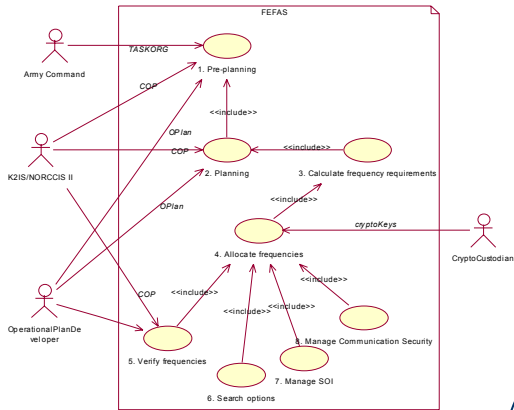 FEFAS
TASKORG
Army Command
1. Pre-planning
COP
<<include>>
OPlan
COP
<<include>>
K2IS/NORCCIS II
2. Planning
3. Calculate frequency requirements
<<include>>
OPlan
cryptoKeys
4. Allocate frequencies
CryptoCustodian
COP
<<include>>
<<include>>
<<include>>
<<include>>
OperationalPlanDe
veloper
5. Verify frequencies
8. Manage Communication Security
7. Manage SOI
6. Search options